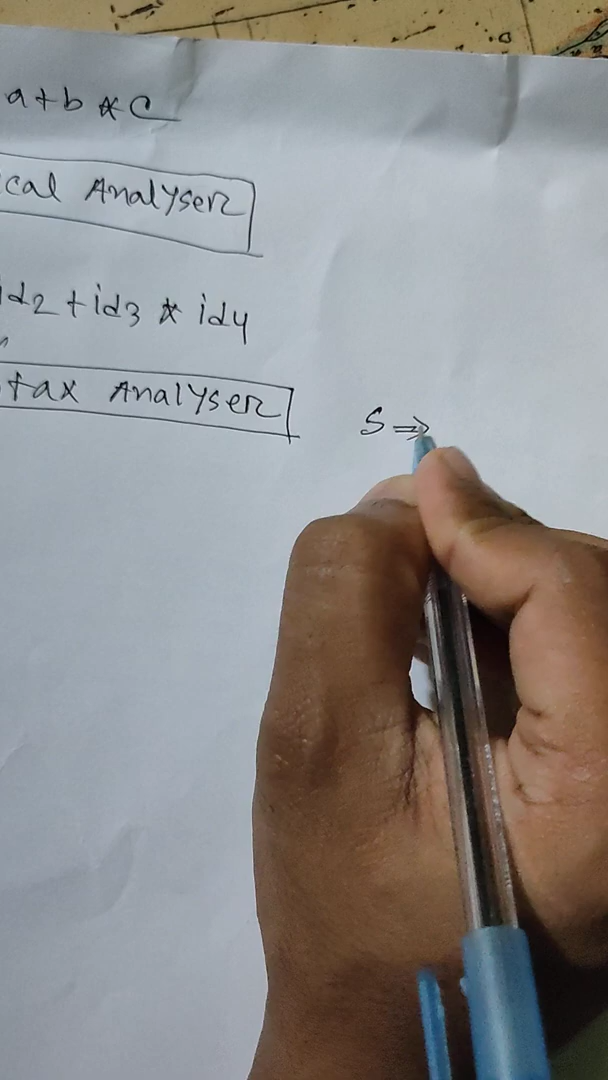 a+b*c
cal Analyser
id2 + id3 * id4
tax Analyser
S ⇒